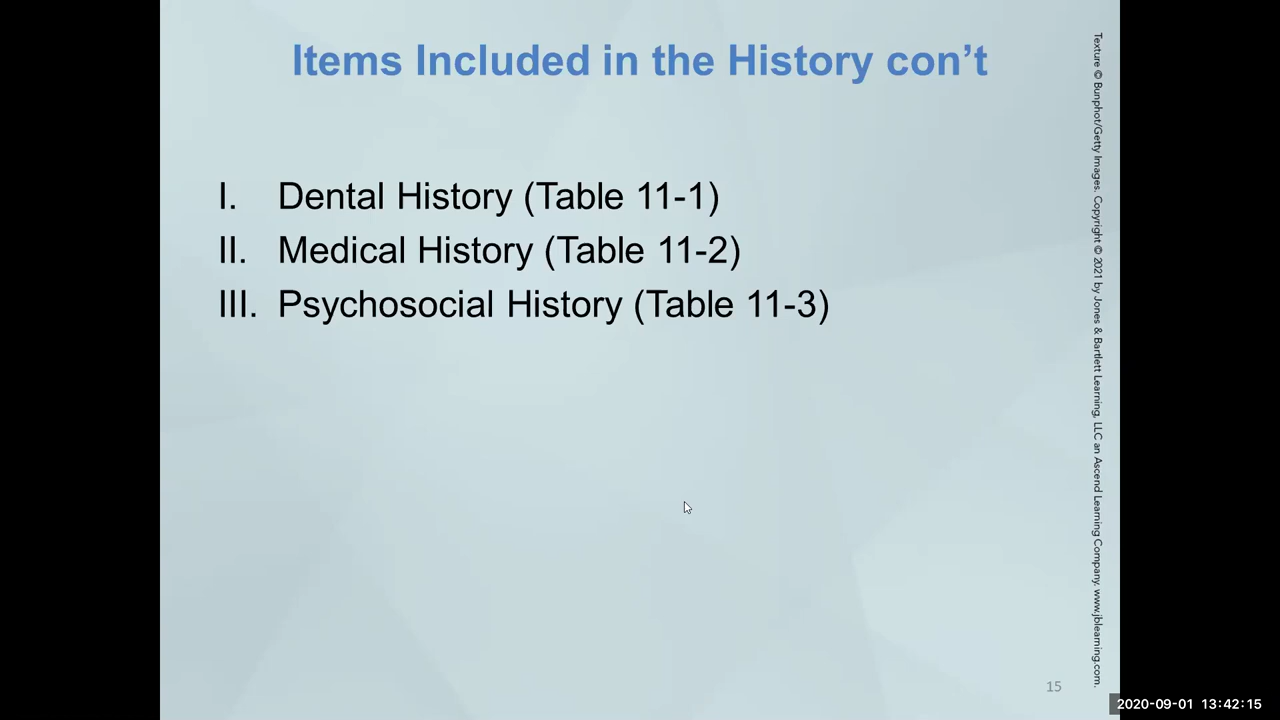 Items Included in the History con’t
I. Dental History (Table 11-1)
II. Medical History (Table 11-2)
III. Psychosocial History (Table 11-3)
Texture © Bunphot/Getty Images. Copyright © 2021 by Jones & Bartlett Learning, LLC an Ascend Learning Company. www.jblearning.com.
15
2020-09-01 13:42:15